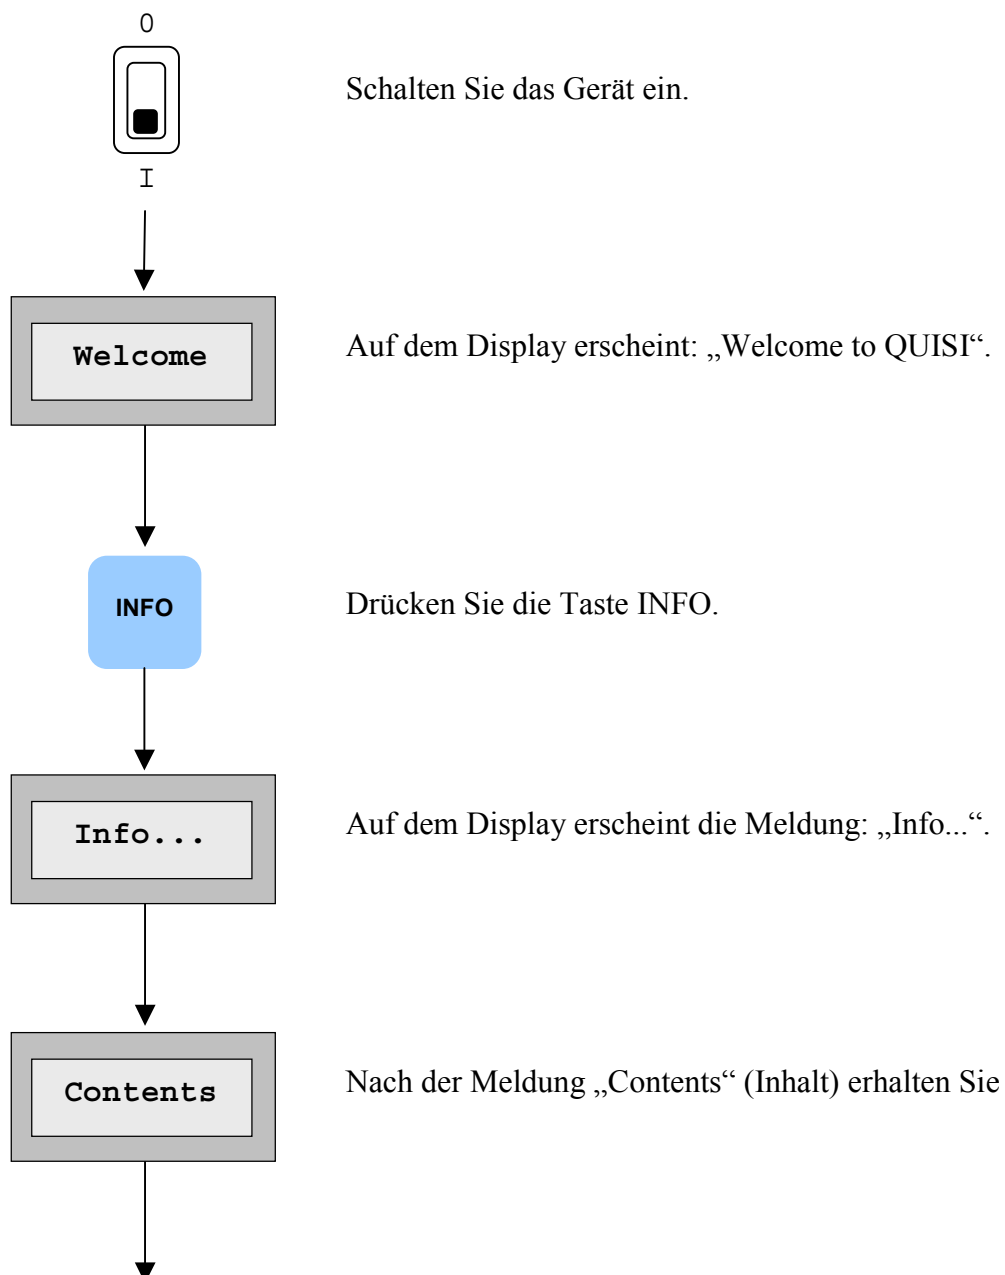 0
Schalten Sie das Gerät ein.
I
Welcome
Auf dem Display erscheint: „Welcome to QUISI“.
INFO
Drücken Sie die Taste INFO.
Info...
Auf dem Display erscheint die Meldung: „Info...“.
Contents
Nach der Meldung „Contents“ (Inhalt) erhalten Sie